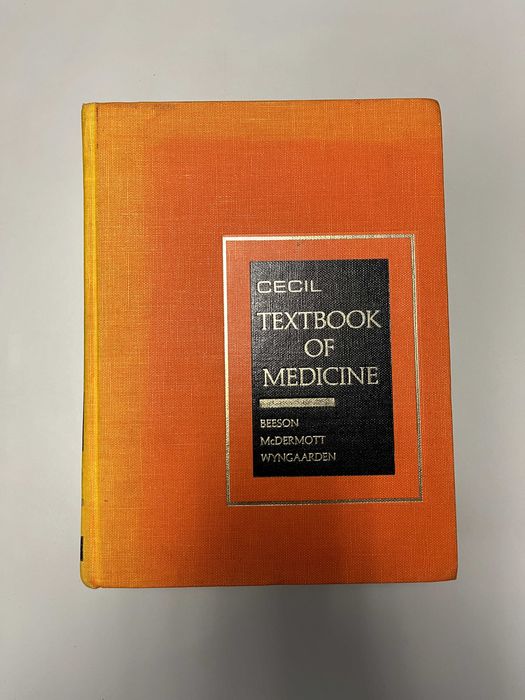 CECIL
TEXTBOOK
OF
MEDICINE
BEESON
McDERMOTT
WYNGAARDEN